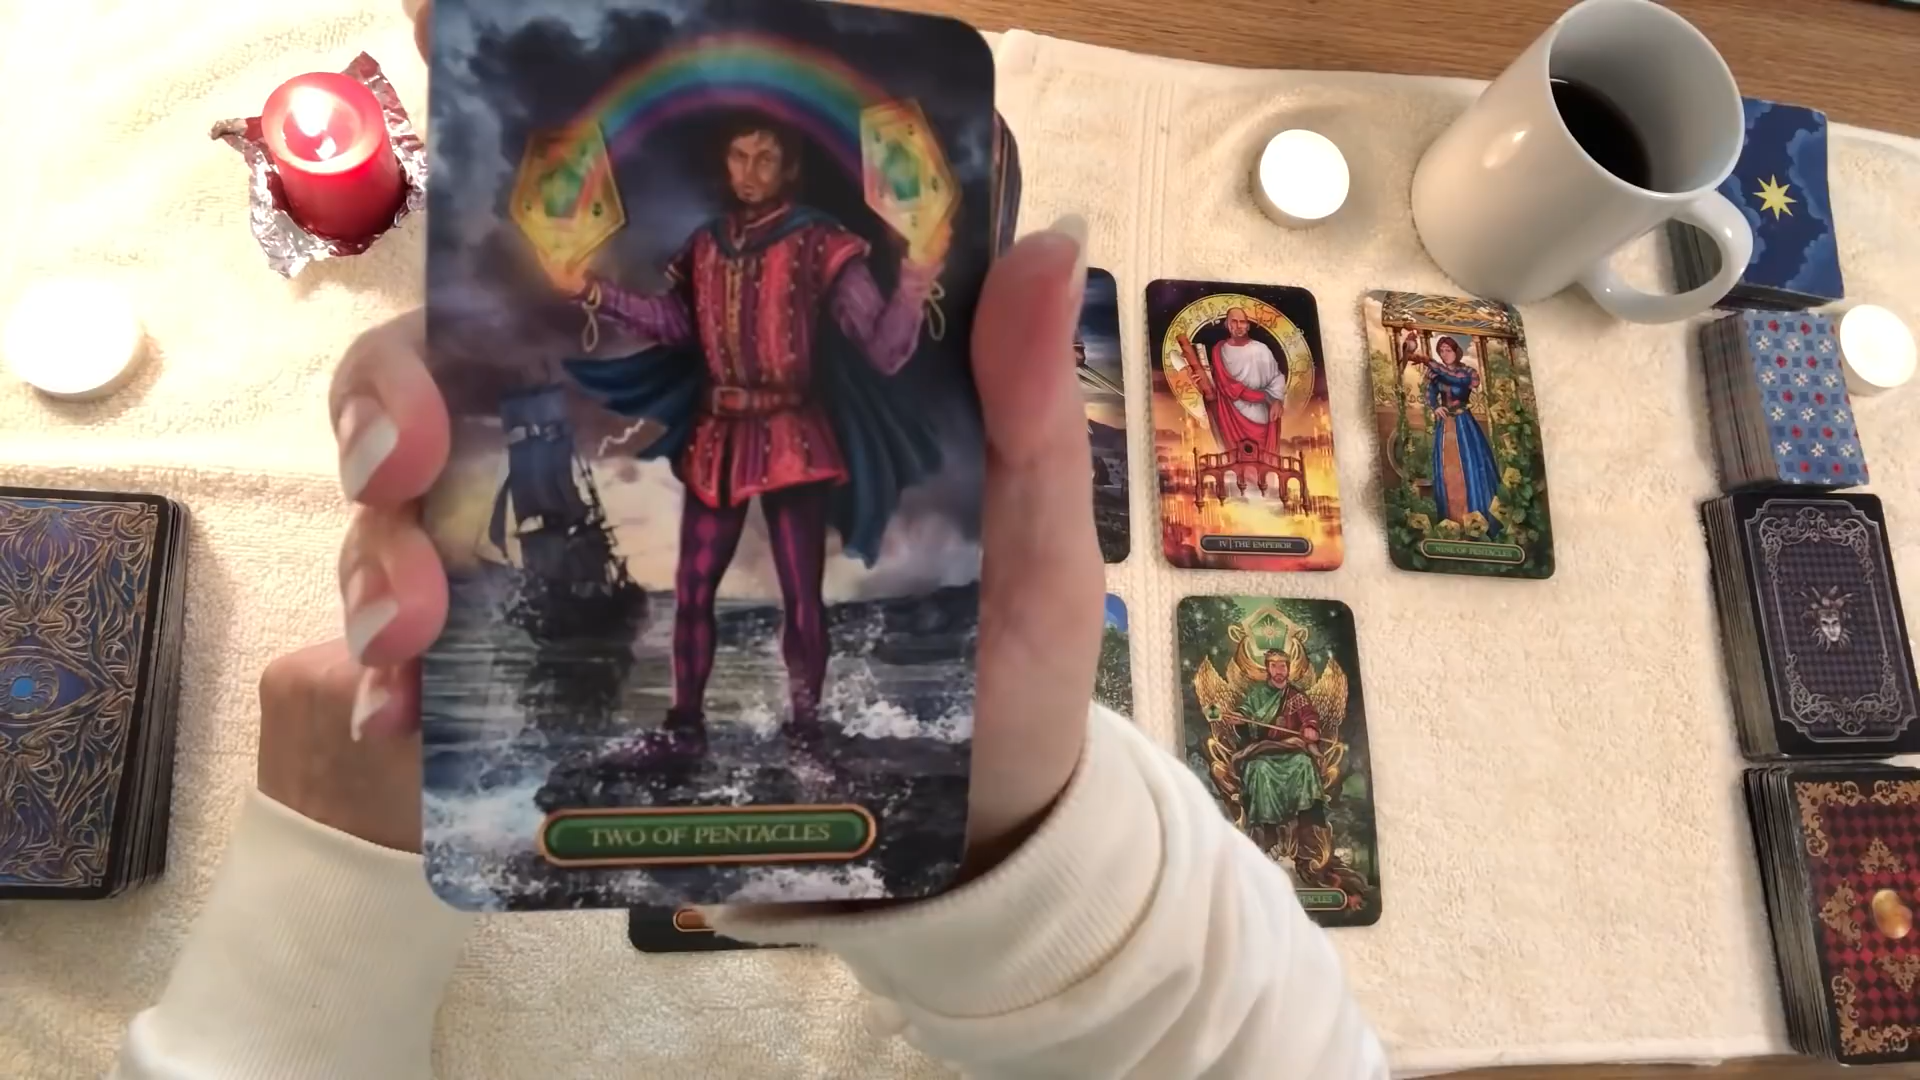 TWO OF PENTACLES
IV | THE EMPEROR
NINE OF PENTACLES